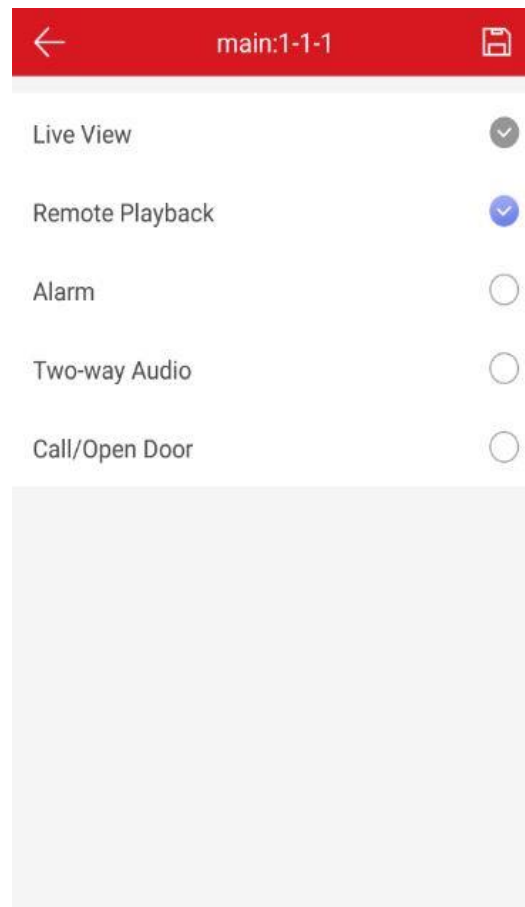 main:1-1-1
Live View
Remote Playback
Alarm
Two-way Audio
Call/Open Door